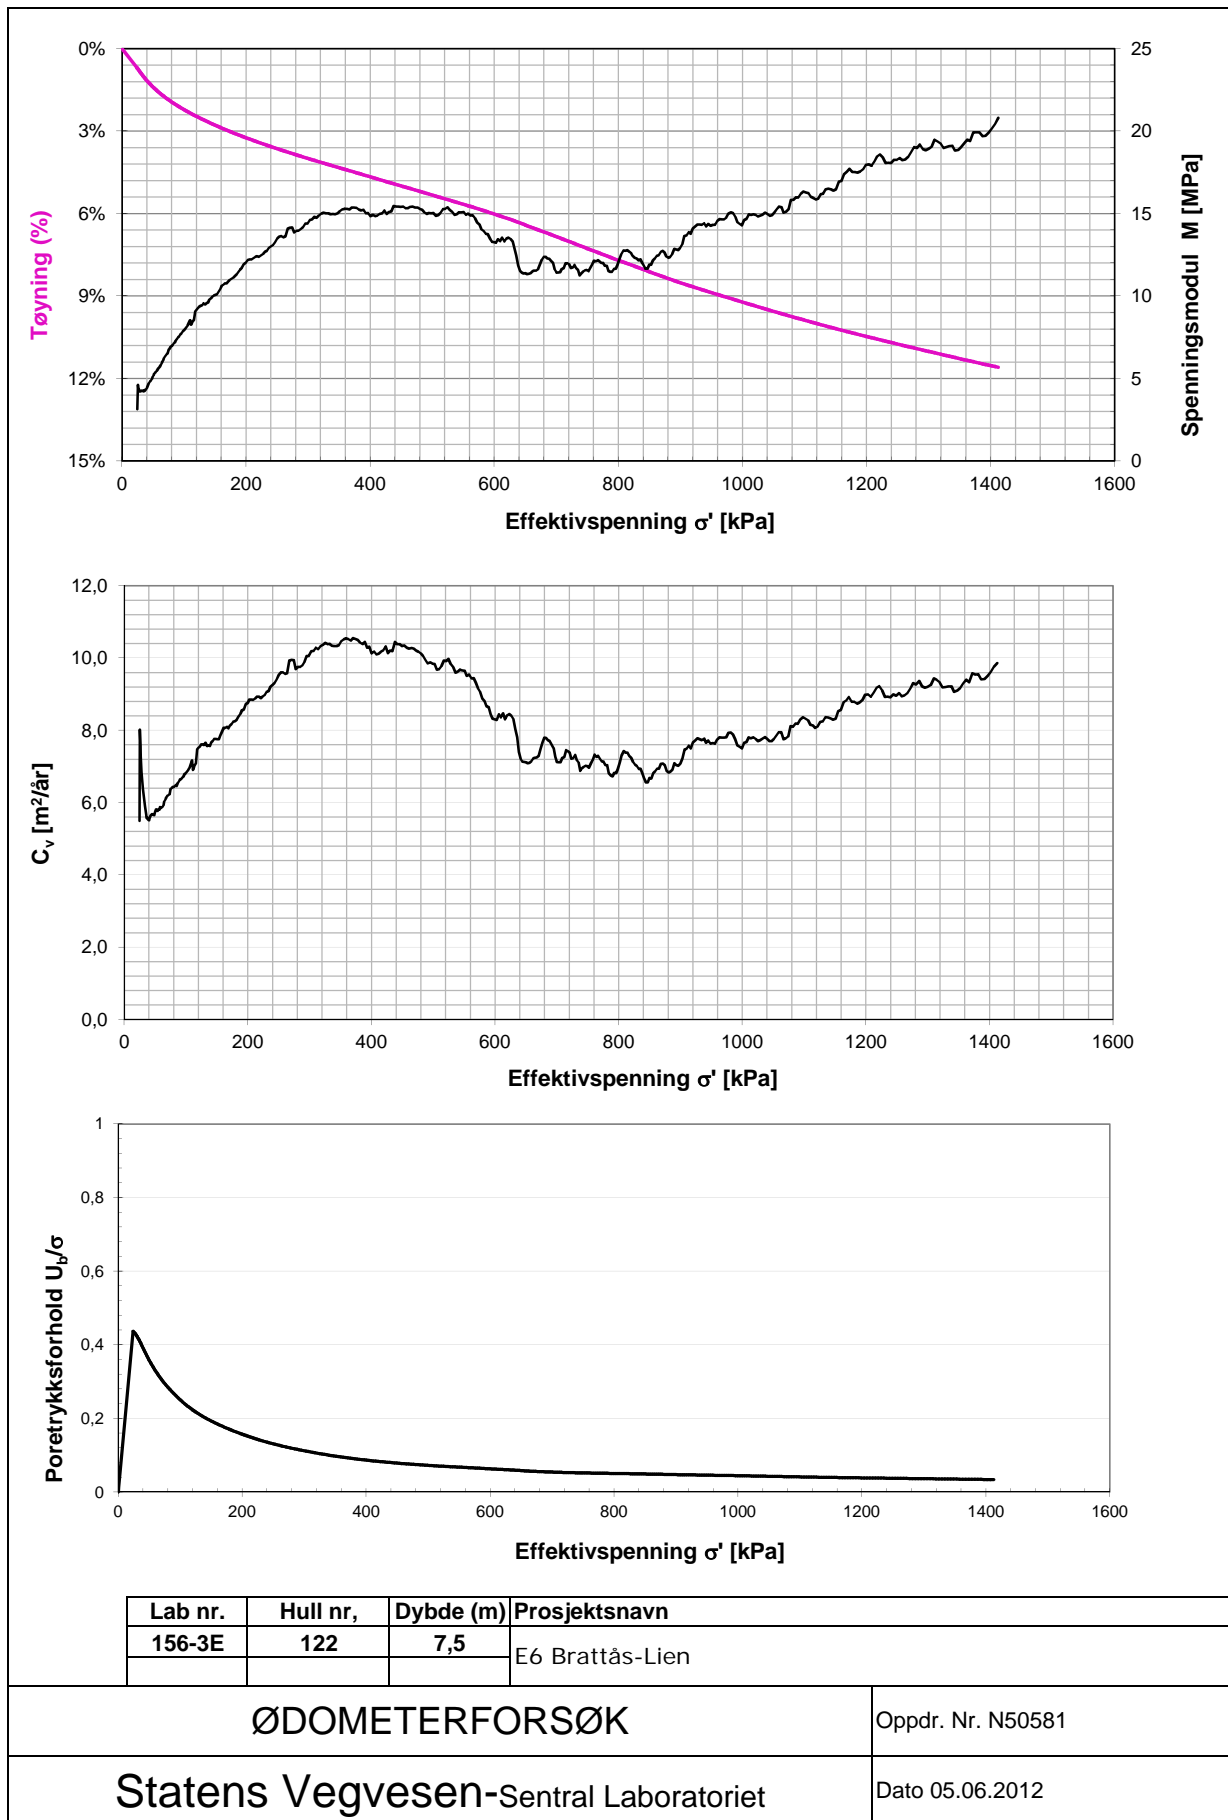 0%
3%
6%
9%
12%
15%
Tøyning (%)
25
20
15
10
5
0
Spenningsmodul M [MPa]
0 200 400 600 800 1000 1200 1400 1600
Effektivspenning σ' [kPa]
12,0
10,0
8,0
6,0
4,0
2,0
0,0
Cv [m²/år]
0 200 400 600 800 1000 1200 1400 1600
Effektivspenning σ' [kPa]
1
0,8
0,6
0,4
0,2
0
Poretrykksforhold Ub/σ
0 200 400 600 800 1000 1200 1400 1600
Effektivspenning σ' [kPa]
Lab nr. Hull nr, Dybde (m) Prosjektsnavn
156-3E 122 7,5
E6 Brattås-Lien
ØDOMETERFORSØK
Oppdr. Nr. N50581
Statens Vegvesen-Sentral Laboratoriet
Dato 05.06.2012